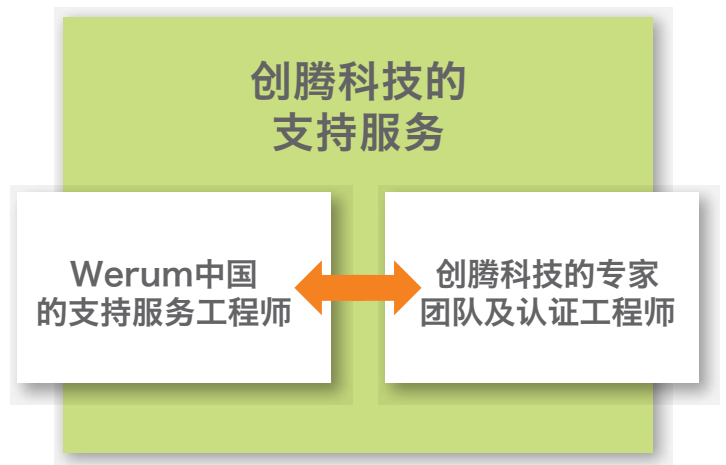 创腾科技的
支持服务
Werum中国
的支持服务工程师
创腾科技的专家
团队及认证工程师